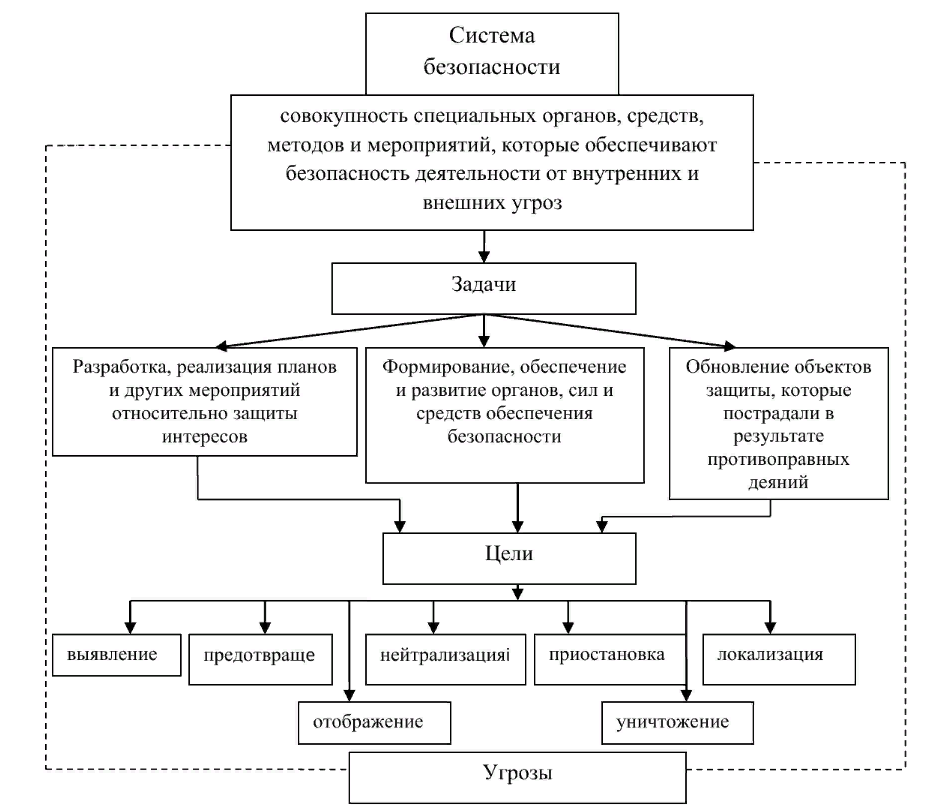 Система
безопасности
совокупность специальных органов, средств,
методов и мероприятий, которые обеспечивают
безопасность деятельности от внутренних и
внешних угроз
Задачи
Разработка, реализация планов
и других мероприятий
относительно защиты
интересов
Формирование, обеспечение
и развитие органов, сил и
средств обеспечения
безопасности
Обновление объектов
защиты, которые
пострадали в
результате
противоправных
деяний
Цели
выявление
предотвраще
нейтрализацияі
приостановка
локализация
отображение
уничтожение
Угрозы